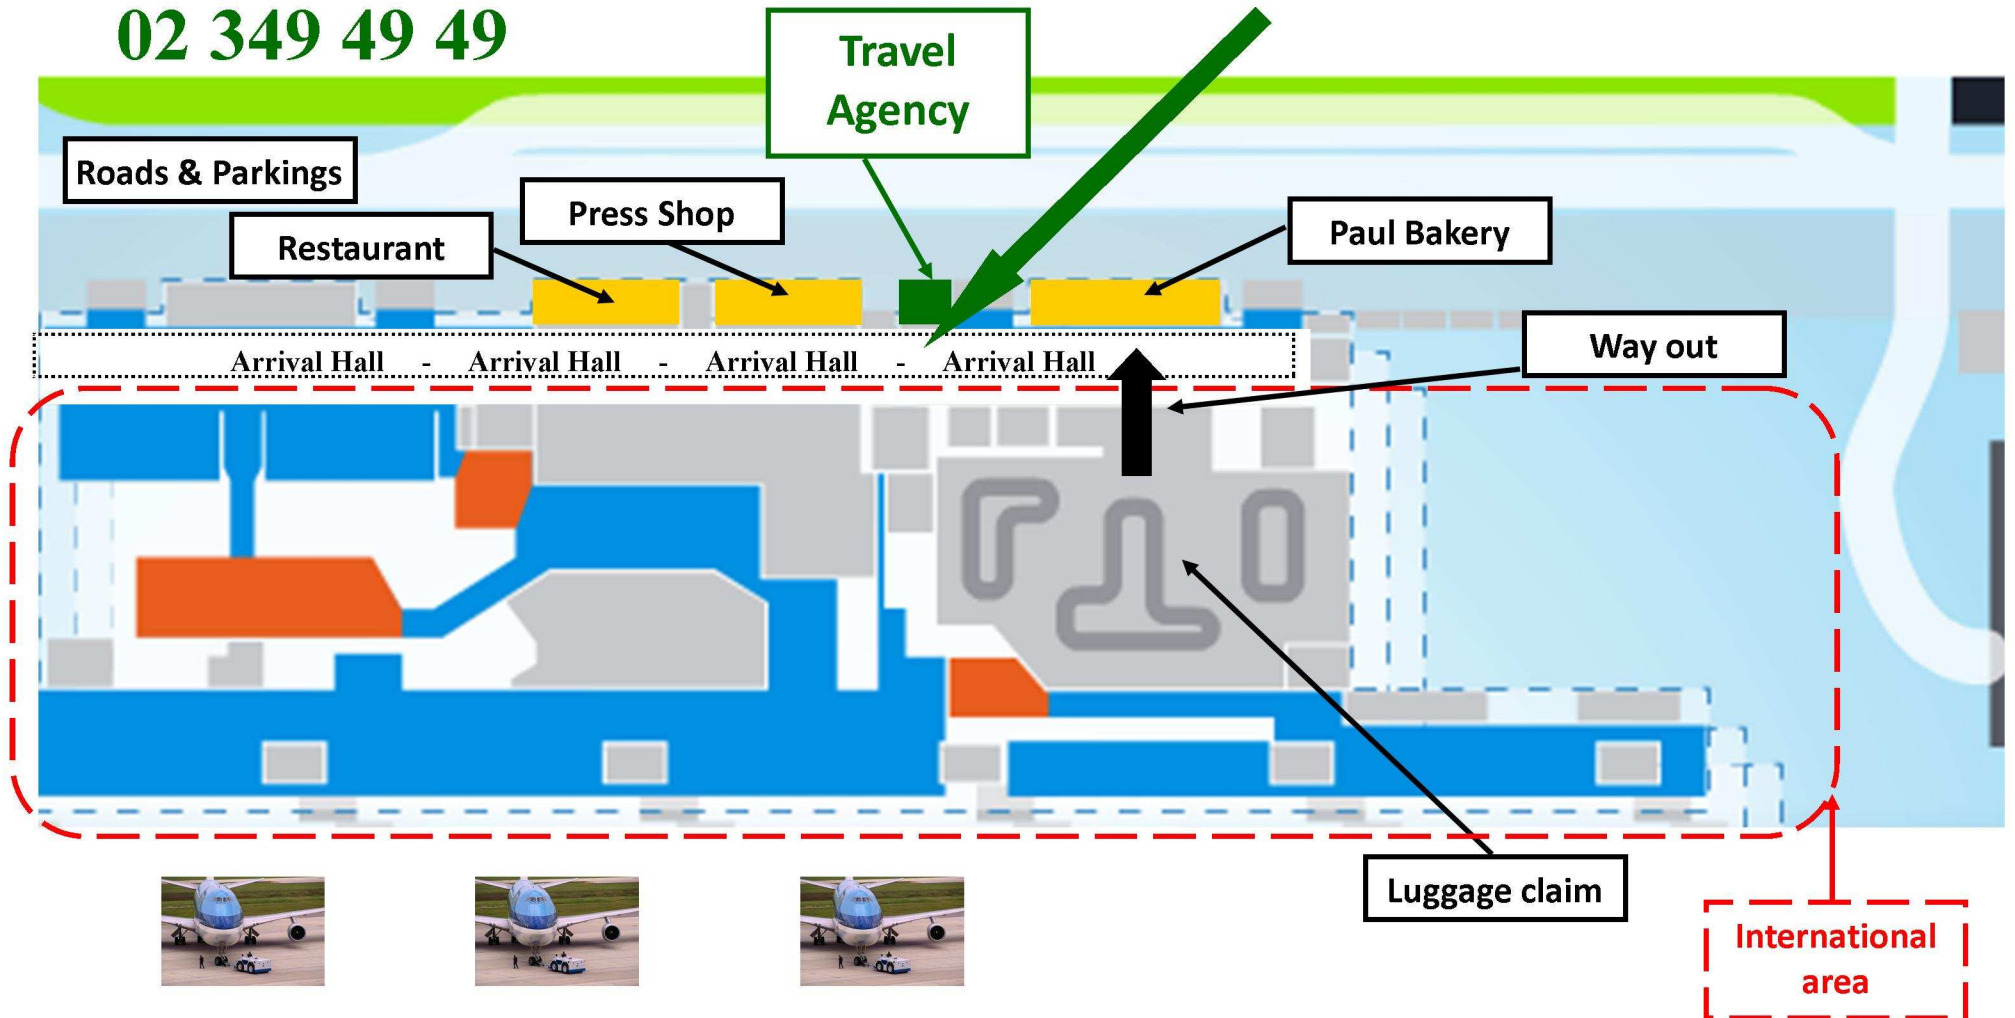 02 349 49 49
Travel
Agency
Roads & Parkings
Press Shop
Restaurant
Paul Bakery
Way out
Arrival Hall - Arrival Hall - Arrival Hall - Arrival Hall
Luggage claim
International
area